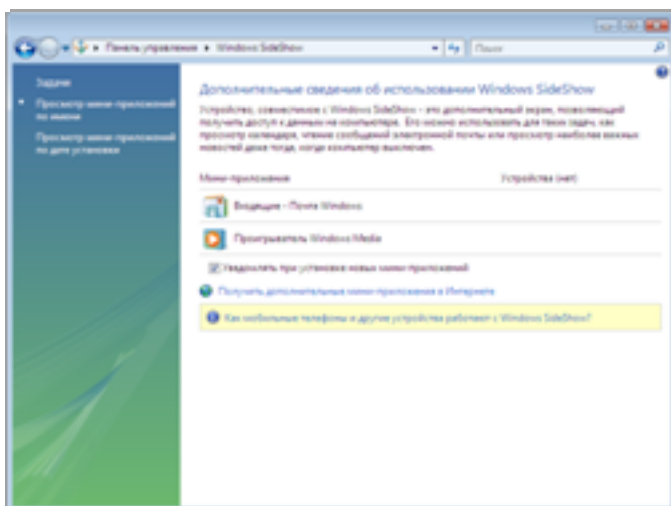 Панель управления ▸ Windows SideShow
Поиск
Задачи
Просмотр мини-приложений
по имени
Просмотр мини-приложений
по дате установки
Дополнительные сведения об использовании Windows SideShow
Устройство, совместимое с Windows SideShow - это дополнительный экран, позволяющий
получить доступ к данным на компьютере. Его можно использовать для таких задач, как
просмотр календаря, чтение сообщений электронной почты или просмотр наиболее важных
новостей даже тогда, когда компьютер выключен.
Мини-приложения
Устройства (нет)
Входящие - Почта Windows
Проигрыватель Windows Media
Уведомлять при установке новых мини-приложений
Получить дополнительные мини-приложения в Интернете
Как мобильные телефоны и другие устройства работают с Windows SideShow?